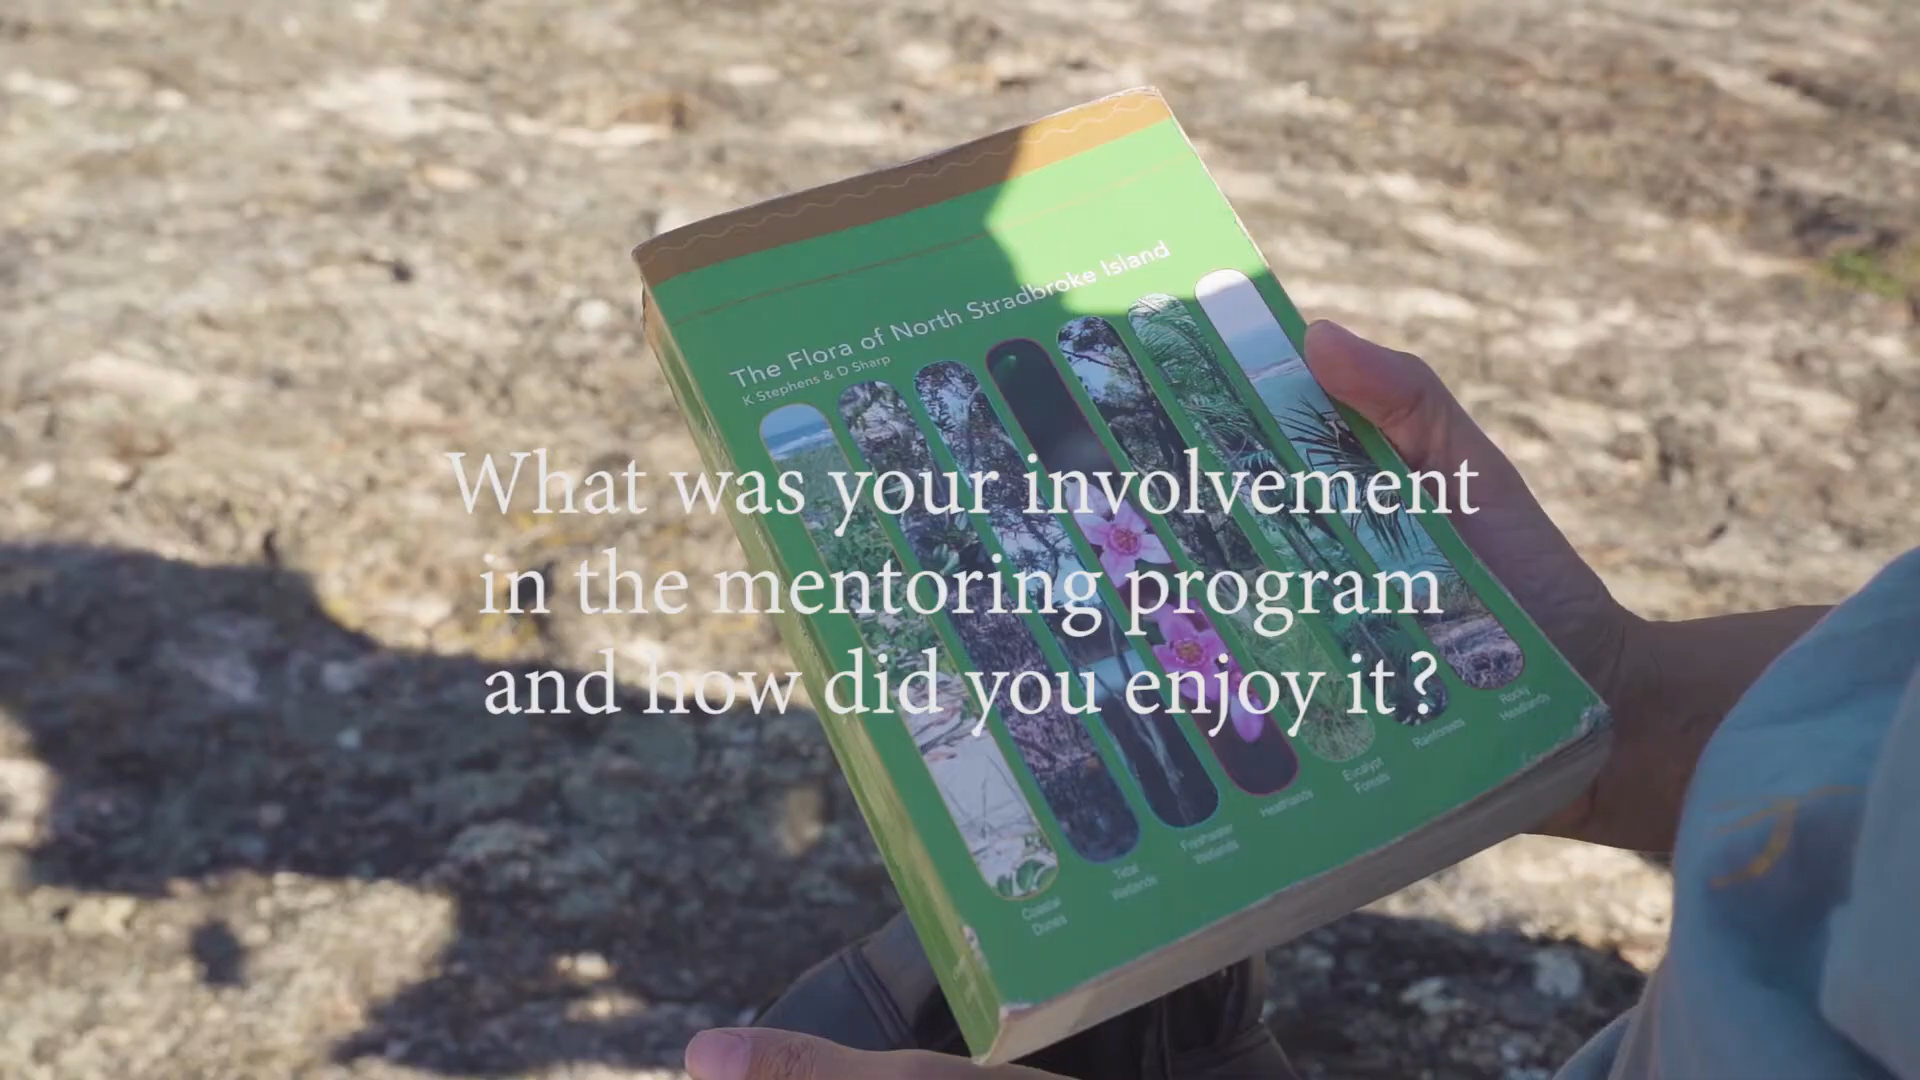 The Flora of North Stradbroke Island
K Stephens & D Sharp
What was your involvement
in the mentoring program
and how did you enjoy it?
Coastal
Dunes
Tidal
Wetlands
Freshwater
Wetlands
Heathlands
Eucalypt
Forests
Rainforests
Rocky
Headlands